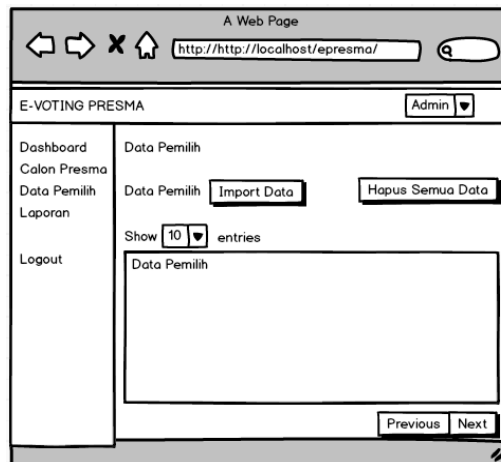 A Web Page
http://http://localhost/epresma/
E-VOTING PRESMA
Admin
Dashboard
Calon Presma
Data Pemilih
Laporan
Logout
Data Pemilih
Data Pemilih Import Data Hapus Semua Data
Show 10 entries
Data Pemilih
Previous Next